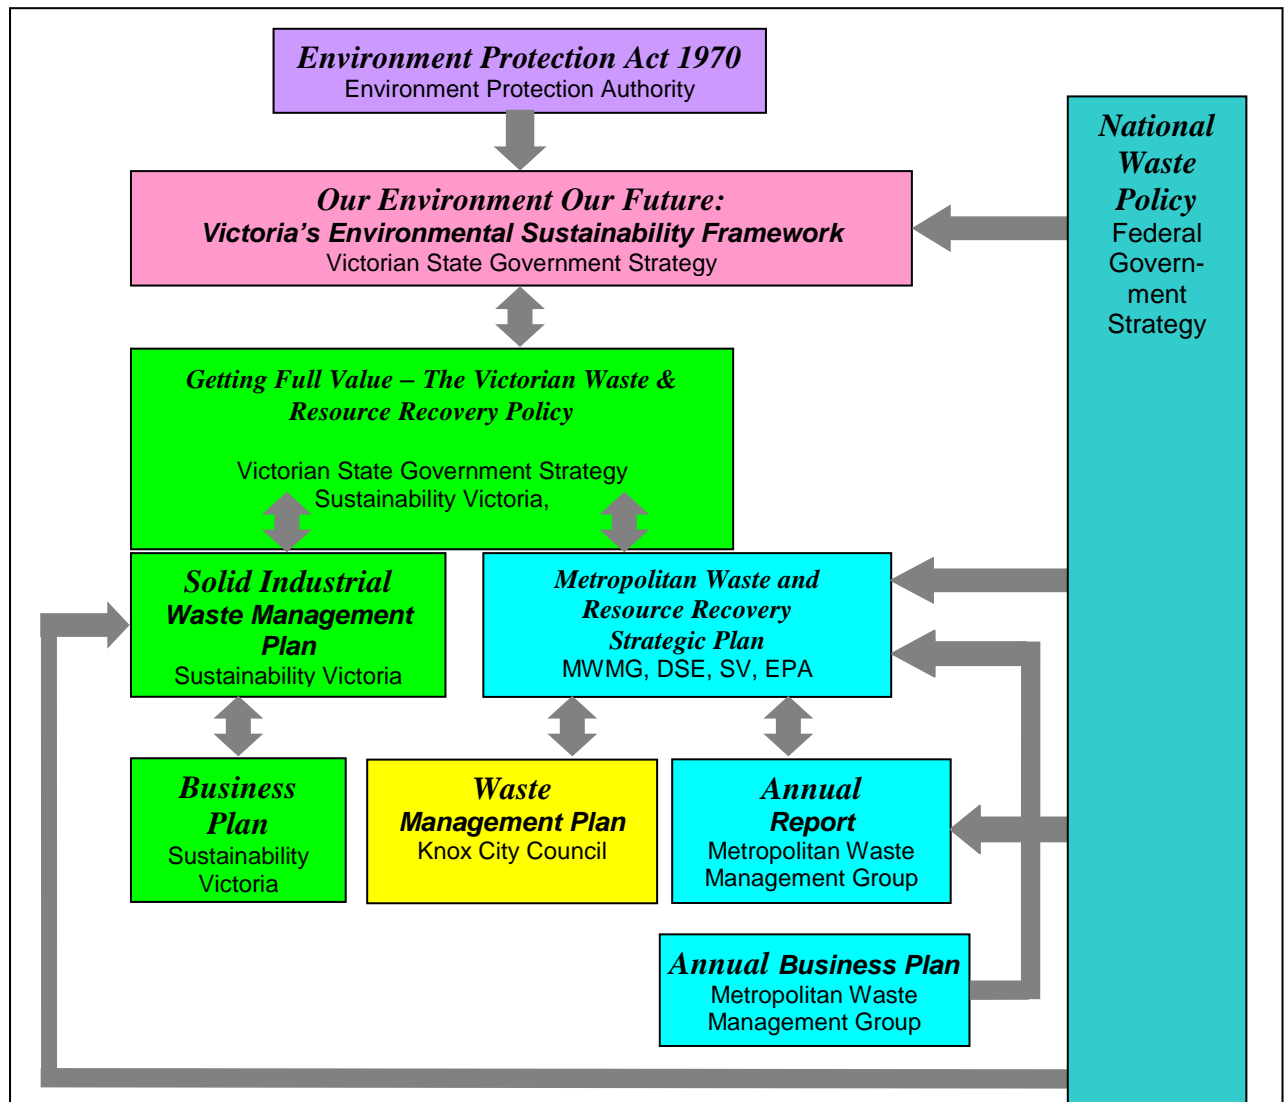 Environment Protection Act 1970
Environment Protection Authority
Our Environment Our Future:
Victoria’s Environmental Sustainability Framework
Victorian State Government Strategy
National
Waste
Policy
Federal
Govern-
ment
Strategy
Getting Full Value – The Victorian Waste &
Resource Recovery Policy
Victorian State Government Strategy
Sustainability Victoria,
Solid Industrial
Waste Management
Plan
Sustainability Victoria
Metropolitan Waste and
Resource Recovery
Strategic Plan
MWMG, DSE, SV, EPA
Business
Plan
Sustainability
Victoria
Waste
Management Plan
Knox City Council
Annual
Report
Metropolitan Waste
Management Group
Annual Business Plan
Metropolitan Waste
Management Group